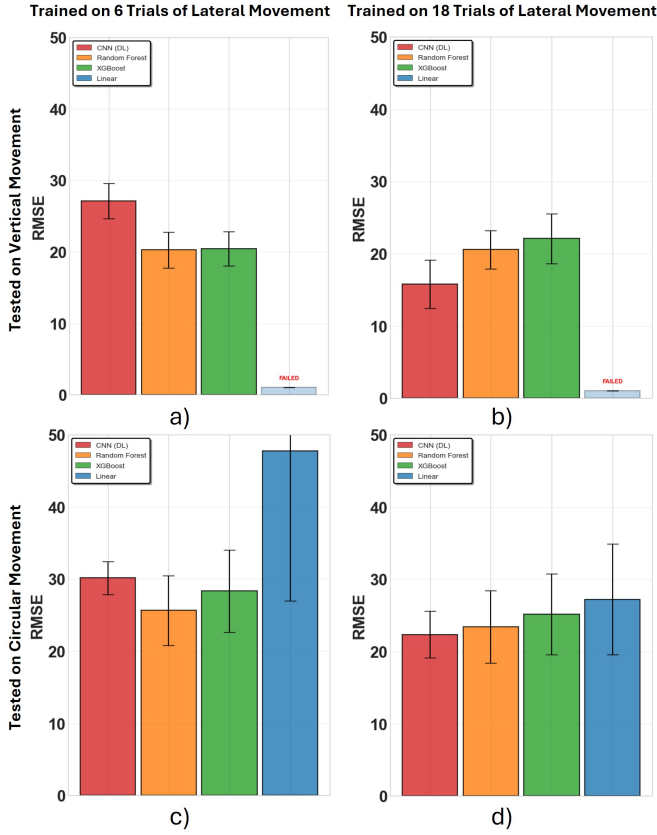 Trained on 6 Trials of Lateral Movement
Trained on 18 Trials of Lateral Movement
Tested on Vertical Movement
RMSE
50
40
30
20
10
0
CNN (DL)
Random Forest
XGBoost
Linear
FAILED
a)
RMSE
50
40
30
20
10
0
CNN (DL)
Random Forest
XGBoost
Linear
FAILED
b)
Tested on Circular Movement
RMSE
50
40
30
20
10
0
CNN (DL)
Random Forest
XGBoost
Linear
c)
RMSE
50
40
30
20
10
0
CNN (DL)
Random Forest
XGBoost
Linear
d)